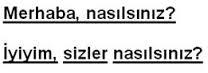 Merhaba, nasılsınız?
İyiyim, sizler nasılsınız?